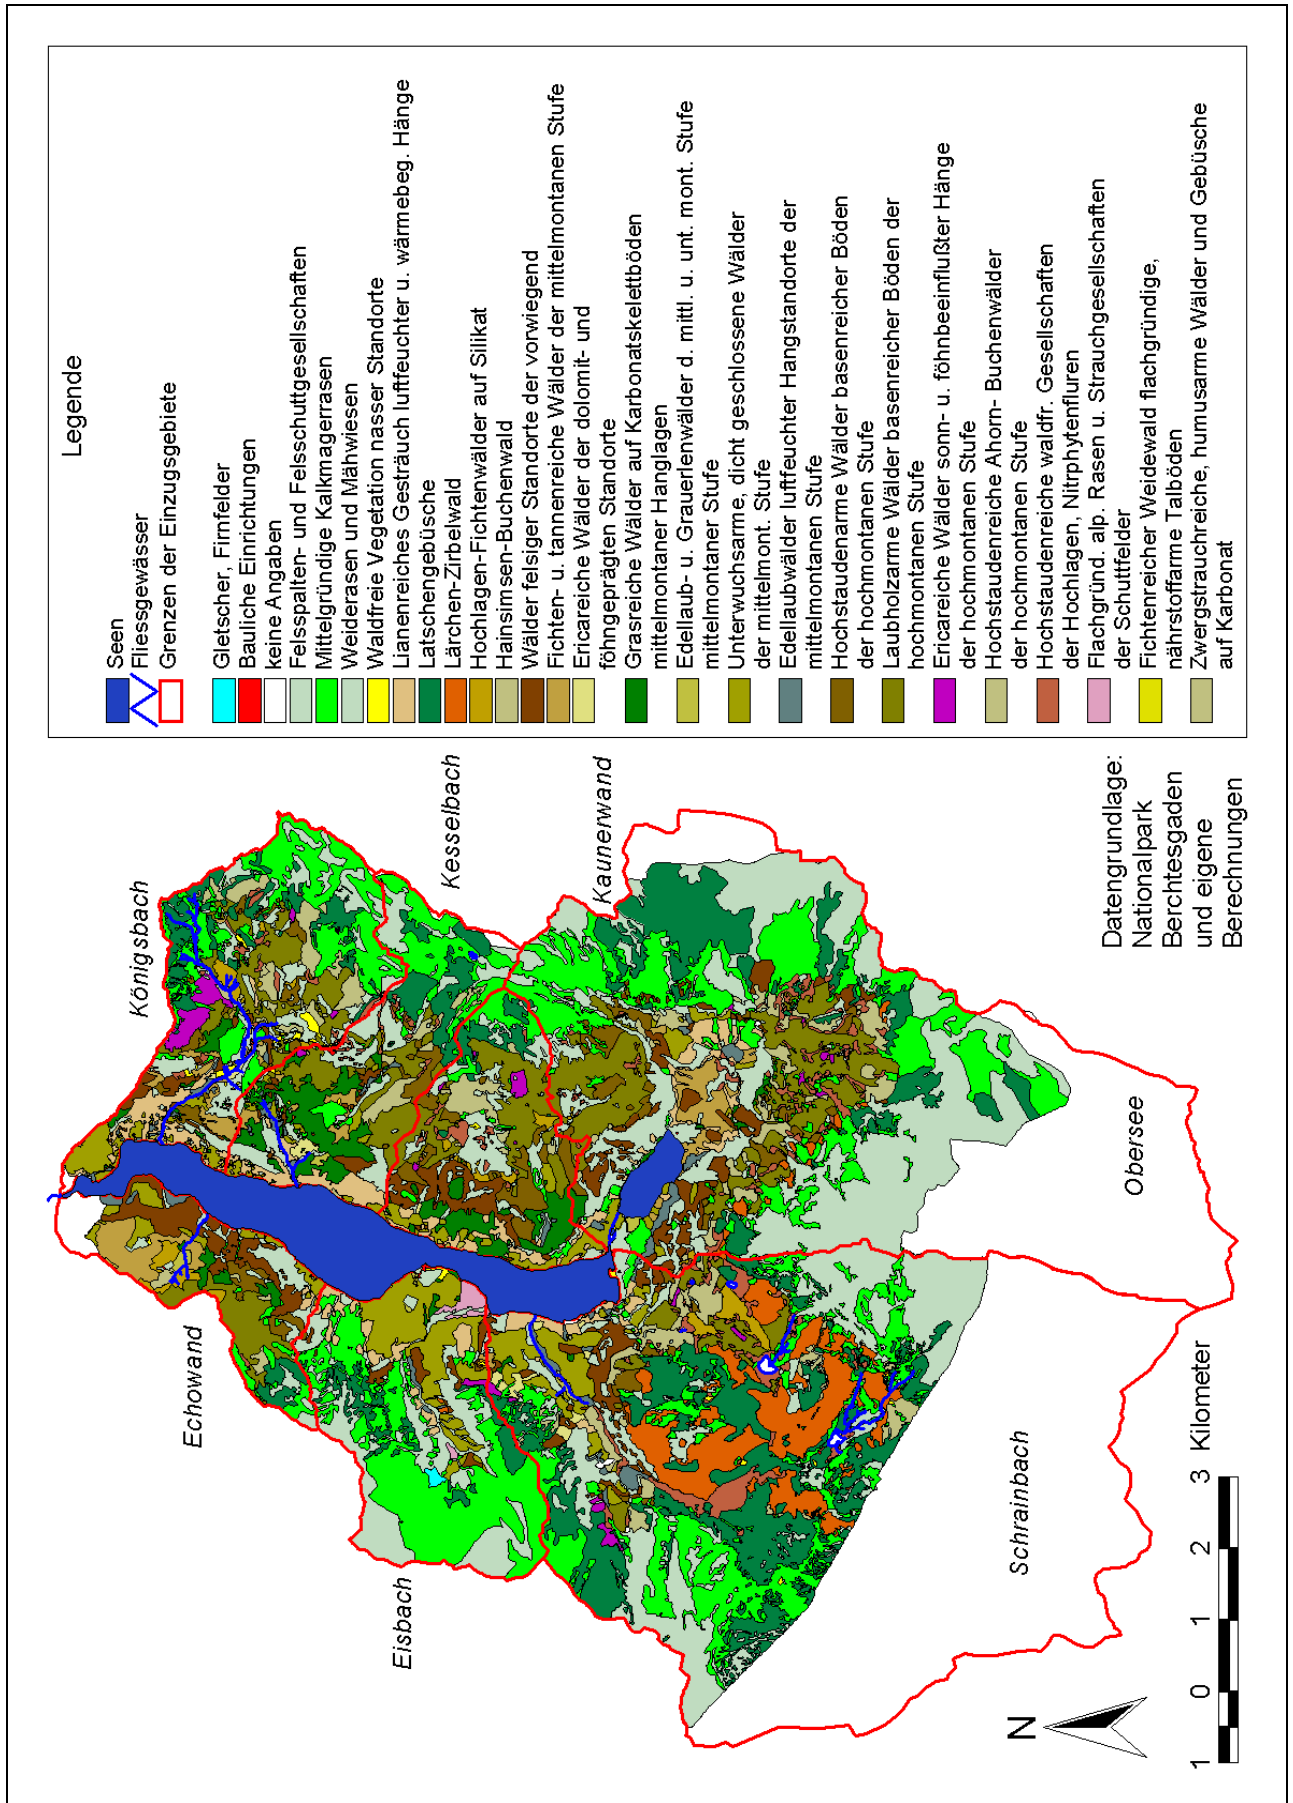 Königsbach
Kesselbach
Kaunerwand
Echowand
Eisbach
Obersee
Schrainbach
N
1 0 1 2 3 Kilometer
Datengrundlage:
Nationalpark
Berchtesgaden
und eigene
Berechnungen
Legende
Seen
Fliessgewässer
Grenzen der Einzugsgebiete
Gletscher, Firnfelder
Bauliche Einrichtungen
keine Angaben
Felsspalten- und Felsschuttgesellschaften
Mittelgründige Kalkmagerrasen
Weiderasen und Mähwiesen
Waldfreie Vegetation nasser Standorte
Lianenreiches Gesträuch luftfeuchter u. wärmebeg. Hänge
Latschengebüsche
Lärchen-Zirbelwald
Hochlagen-Fichtenwälder auf Silikat
Hainsimsen-Buchenwald
Wälder felsiger Standorte der vorwiegend
Fichten- u. tannenreiche Wälder der mittelmontanen Stufe
Ericareiche Wälder der dolomit- und
föhngeprägten Standorte
Grasreiche Wälder auf Karbonatskelettböden
mittelmontaner Hanglagen
Edellaub- u. Grauerlenwälder d. mittl. u. unt. mont. Stufe
mittelmontaner Stufe
Unterwuchsarme, dicht geschlossene Wälder
der mittelmont. Stufe
Edellaubwälder luftfeuchter Hangstandorte der
mittelmontanen Stufe
Hochstaudenarme Wälder basenreicher Böden
der hochmontanen Stufe
Laubholzarme Wälder basenreicher Böden der
hochmontanen Stufe
Ericareiche Wälder sonn- u. föhnbeeinflußter Hänge
der hochmontanen Stufe
Hochstaudenreiche Ahorn- Buchenwälder
der hochmontanen Stufe
Hochstaudenreiche waldfr. Gesellschaften
der Hochlagen, Nitrphytenfluren
Flachgründ. alp. Rasen u. Strauchgesellschaften
der Schuttfelder
Fichtenreicher Weidewald flachgründige,
nährstoffarme Talböden
Zwergstrauchreiche, humusarme Wälder und Gebüsche
auf Karbonat